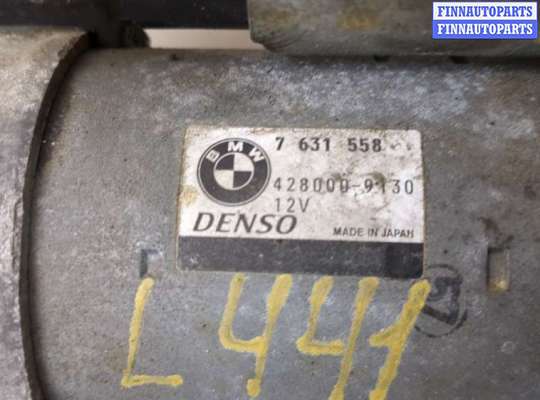 FINNAUTOPARTS
FINNAUTOPARTS
BMW
7 631 558
428000-9130
12V
DENSO
MADE IN JAPAN
L441